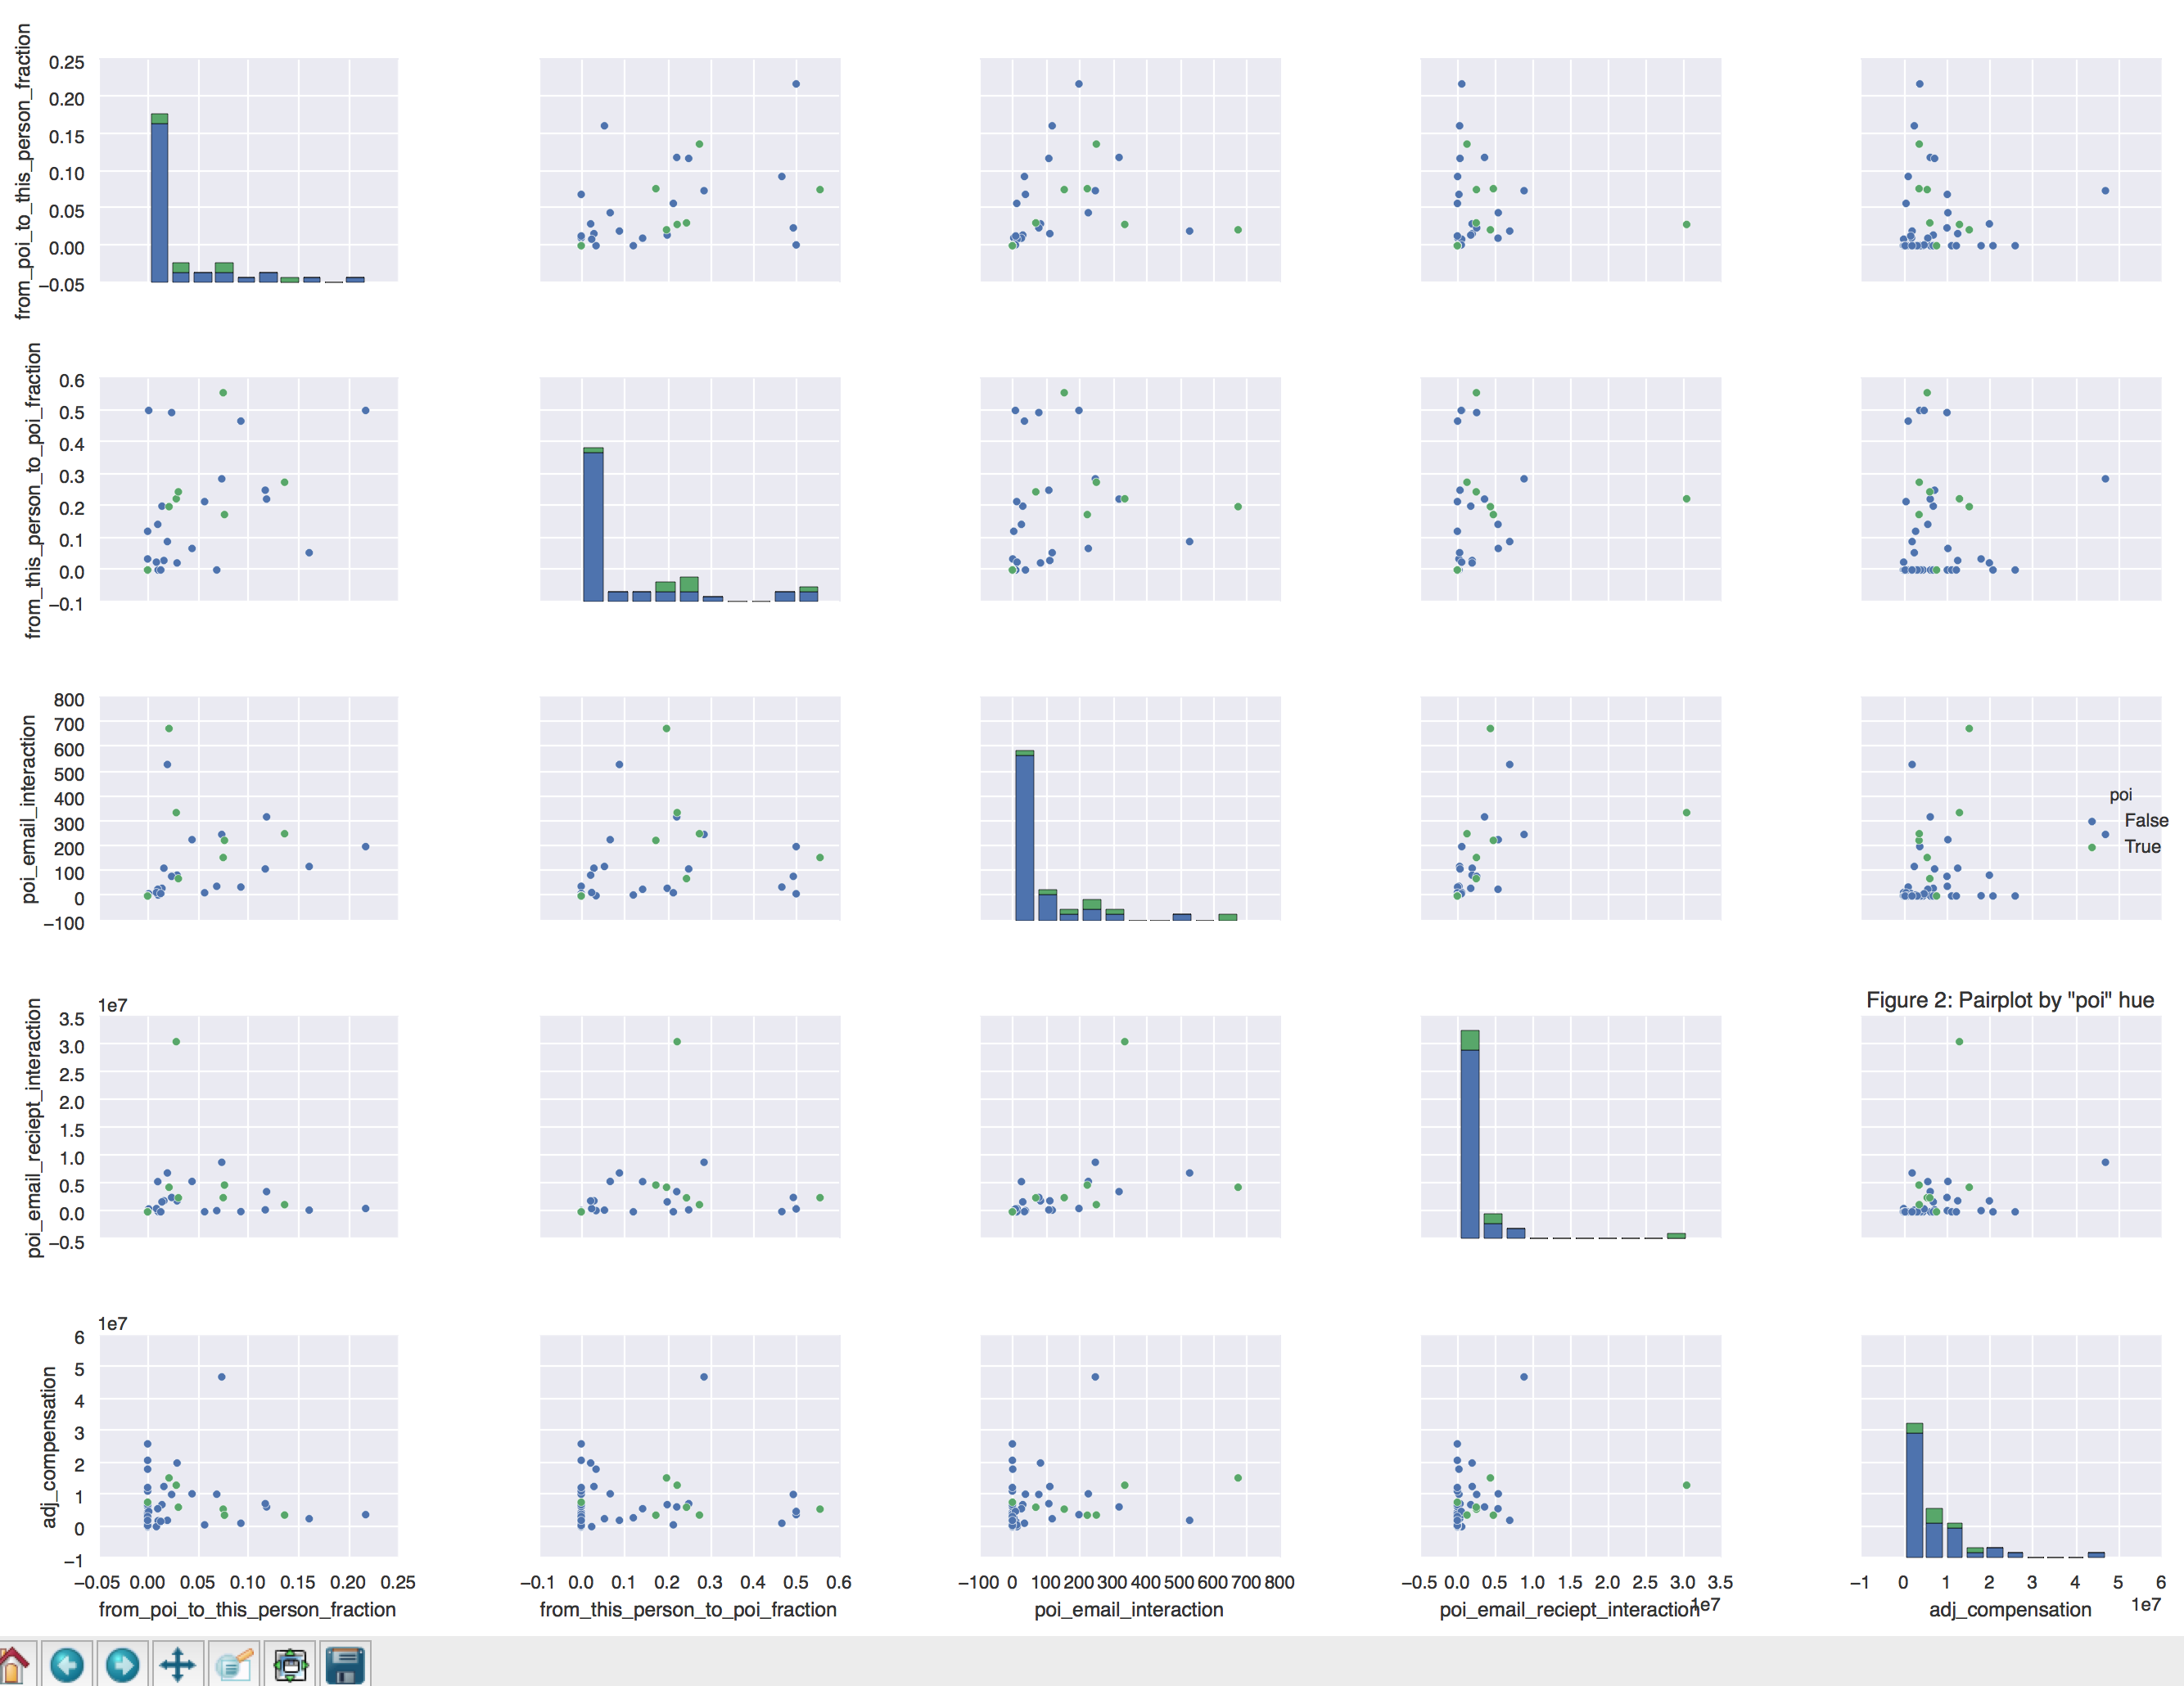 from_poi_to_this_person_fraction
0.25
0.20
0.15
0.10
0.05
0.00
−0.05
from_this_person_to_poi_fraction
0.6
0.5
0.4
0.3
0.2
0.1
0.0
−0.1
poi_email_interaction
800
700
600
500
400
300
200
100
0
−100
poi
False
True
poi_email_reciept_interaction
1e7
3.5
3.0
2.5
2.0
1.5
1.0
0.5
0.0
−0.5
Figure 2: Pairplot by "poi" hue
adj_compensation
1e7
6
5
4
3
2
1
0
−1
−0.05 0.00 0.05 0.10 0.15 0.20 0.25
from_poi_to_this_person_fraction
−0.1 0.0 0.1 0.2 0.3 0.4 0.5 0.6
from_this_person_to_poi_fraction
−100 0 100 200 300 400 500 600 700 800
poi_email_interaction
−0.5 0.0 0.5 1.0 1.5 2.0 2.5 3.0 3.5
poi_email_reciept_interaction
1e7
−1 0 1 2 3 4 5 6
adj_compensation
1e7